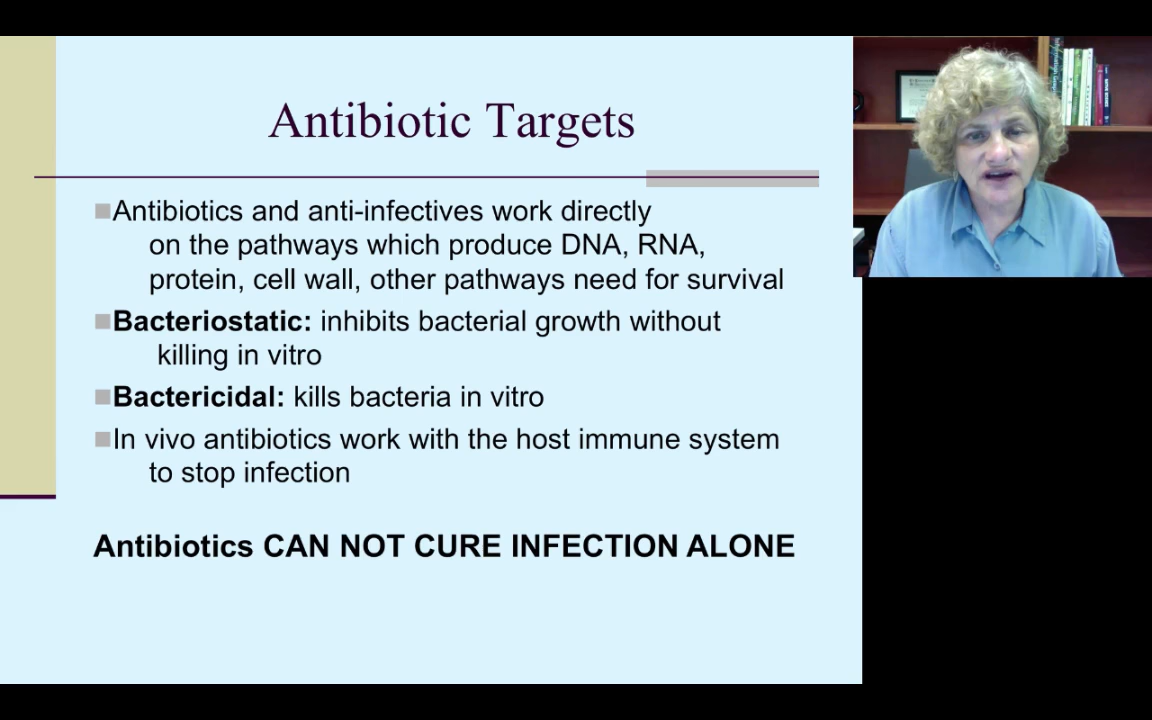 Antibiotic Targets
Antibiotics and anti-infectives work directly
on the pathways which produce DNA, RNA,
protein, cell wall, other pathways need for survival
Bacteriostatic: inhibits bacterial growth without
killing in vitro
Bactericidal: kills bacteria in vitro
In vivo antibiotics work with the host immune system
to stop infection
Antibiotics CAN NOT CURE INFECTION ALONE